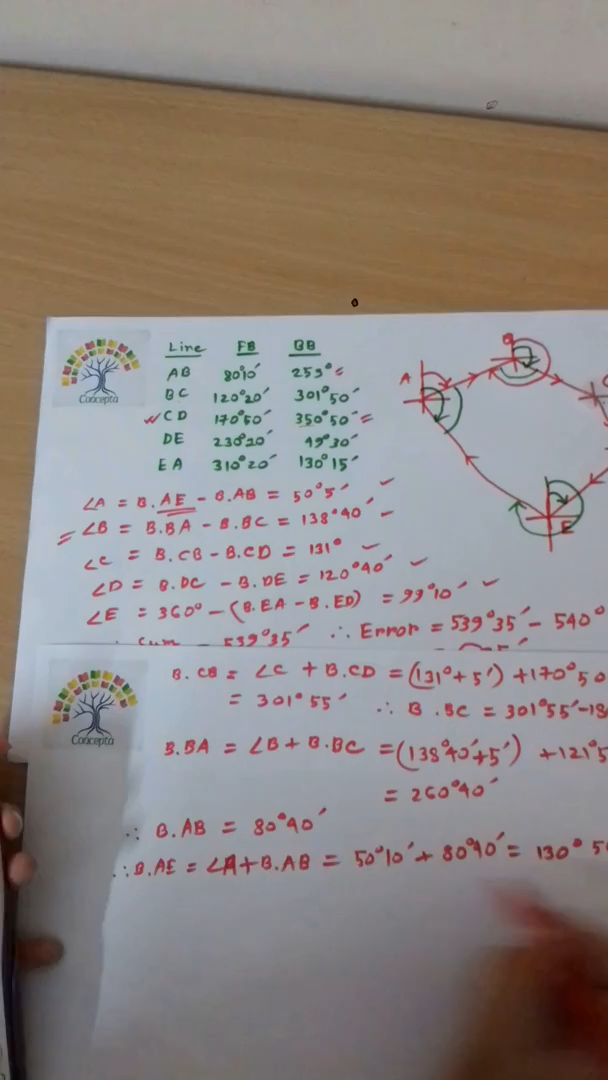 Concepta
Line FB BB
AB 80°10′ 259°
BC 120°20′ 301°50′
CD 170°50′ 350°50′
DE 230°20′ 49°30′
EA 310°20′ 130°15′
A
B
E
∠A = B.AE - B.AB = 50°5′
∠B = B.BA - B.BC = 138°40′
∠C = B.CB - B.CD = 131°
∠D = B.DC - B.DE = 120°40′
∠E = 360° - (B.EA - B.ED) = 99°10′
539°35′ ∴ Error = 539°35′ - 540°
Concepta
B.CB = ∠C + B.CD = (131° + 5′) + 170°50
= 301°55′ ∴ B.BC = 301°55′ - 18
B.BA = ∠B + B.BC = (138°40′ + 5′) + 121°5
= 260°40′
∴ B.AB = 80°40′
∴ B.AE = ∠A + B.AB = 50°10′ + 80°40′ = 130° 50